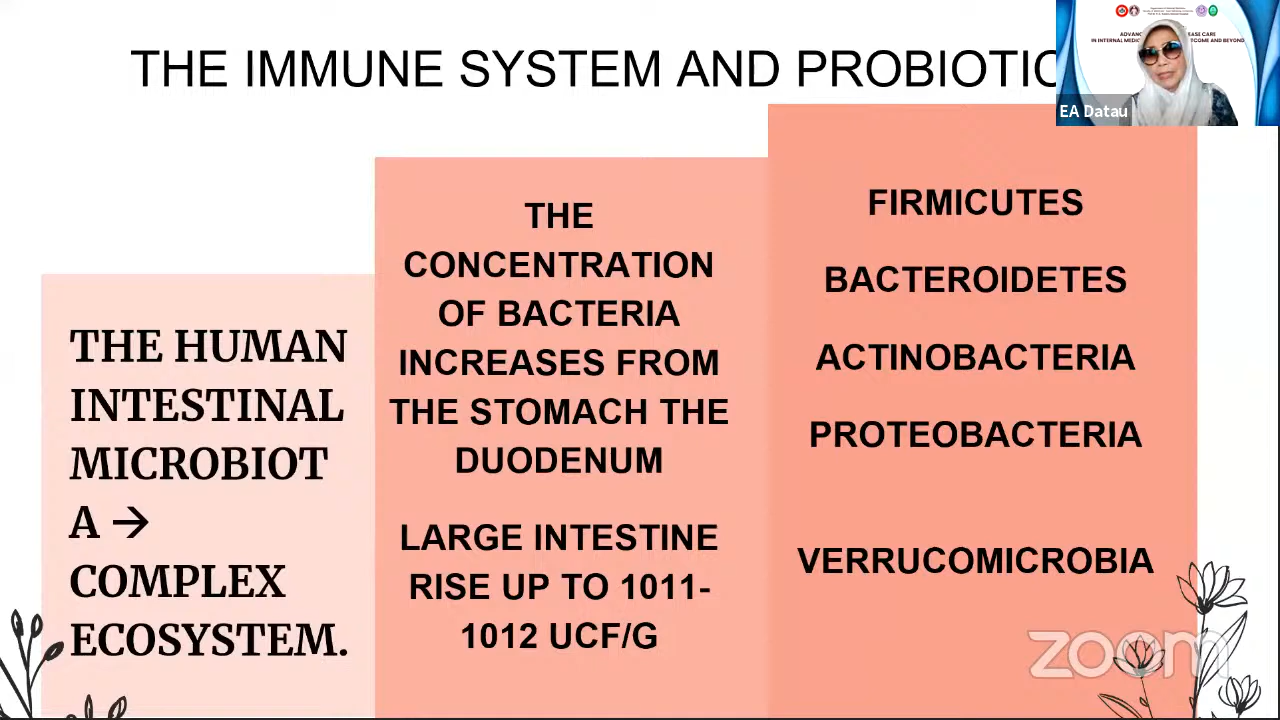 THE IMMUNE SYSTEM AND PROBIOTIC
EA Datau
THE HUMAN
INTESTINAL
MICROBIOT
A →
COMPLEX
ECOSYSTEM.
THE
CONCENTRATION
OF BACTERIA
INCREASES FROM
THE STOMACH THE
DUODENUM
LARGE INTESTINE
RISE UP TO 1011-
1012 UCF/G
FIRMICUTES
BACTEROIDETES
ACTINOBACTERIA
PROTEOBACTERIA
VERRUCOMICROBIA
zoom